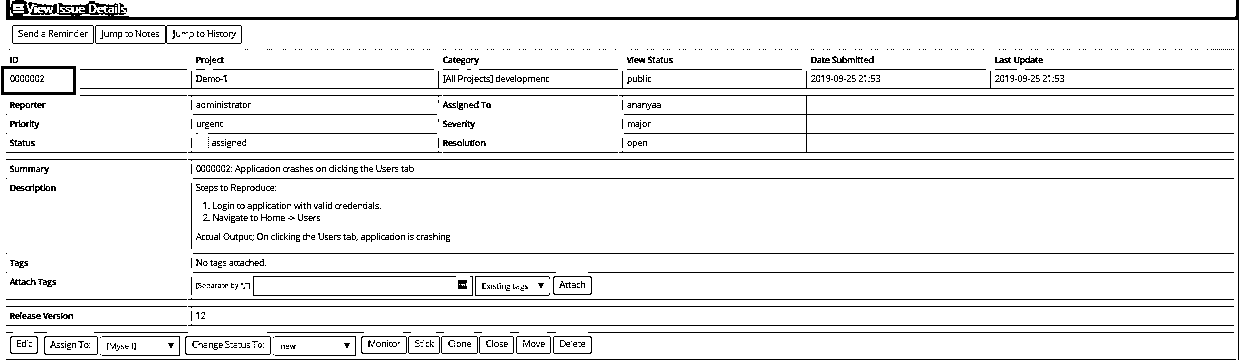 View Issue Details
Send a Reminder Jump to Notes Jump to History
ID Project Category View Status Date Submitted Last Update
0000002 Demo-1 [All Projects] development public 2019-09-25 21:53 2019-09-25 21:53
Reporter administrator Assigned To ananyaa
Priority urgent Severity major
Status assigned Resolution open
Summary 0000002: Application crashes on clicking the Users tab
Description Steps to Reproduce:
1. Login to application with valid credentials.
2. Navigate to Home -> Users
Actual Output: On clicking the Users tab, application is crashing
Tags No tags attached.
Attach Tags (Separate by ",") Existing tags Attach
Release Version 12
Edit Assign To: [Myself] Change Status To: new Monitor Stick Clone Close Move Delete